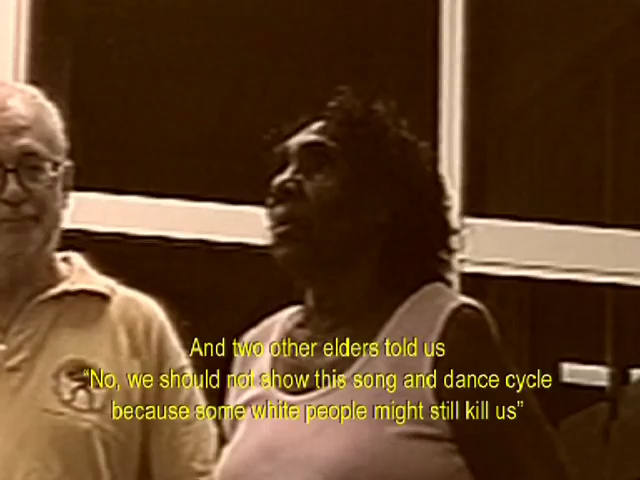 And two other elders told us
“No, we should not show this song and dance cycle
because some white people might still kill us”